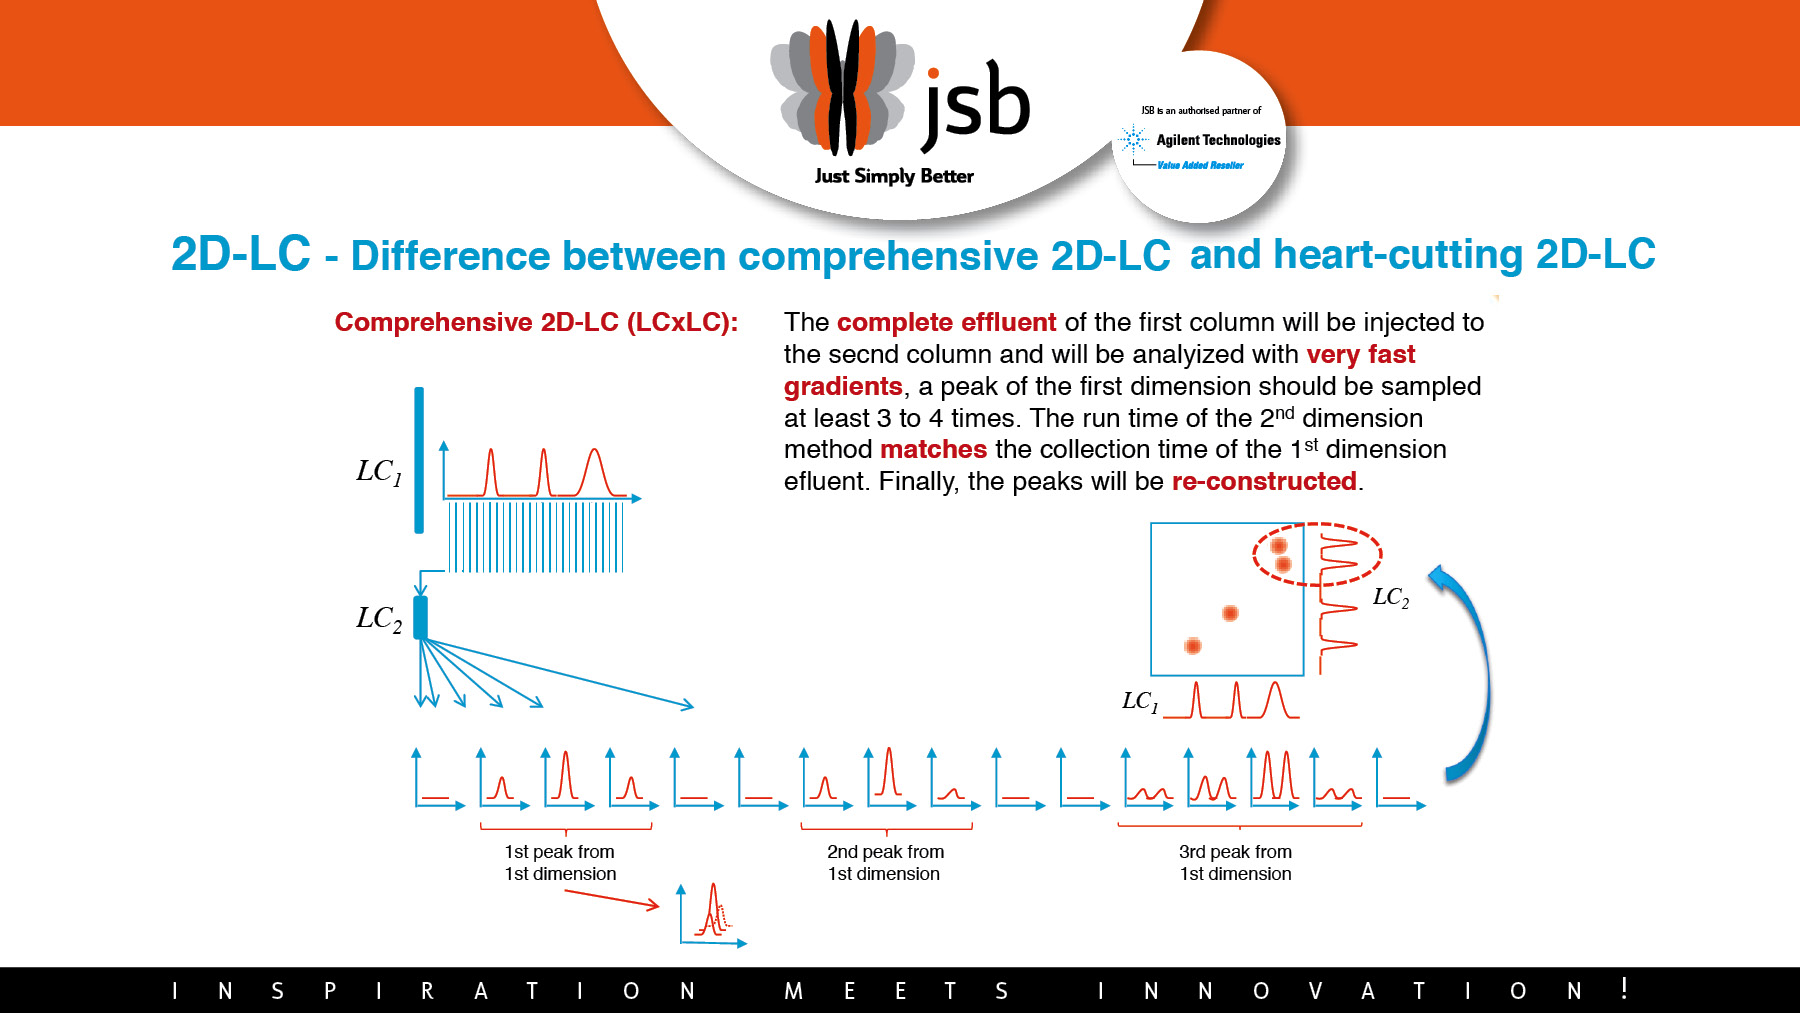 jsb
Just Simply Better
JSB is an authorised partner of
Agilent Technologies
Value Added Reseller
2D-LC - Difference between comprehensive 2D-LC and heart-cutting 2D-LC
Comprehensive 2D-LC (LCxLC):
The complete effluent of the first column will be injected to
the secnd column and will be analyized with very fast
gradients, a peak of the first dimension should be sampled
at least 3 to 4 times. The run time of the 2nd dimension
method matches the collection time of the 1st dimension
efluent. Finally, the peaks will be re-constructed.
LC1
LC2
LC2
LC1
1st peak from
1st dimension
2nd peak from
1st dimension
3rd peak from
1st dimension
INSPIRATION MEETS INNOVATION!